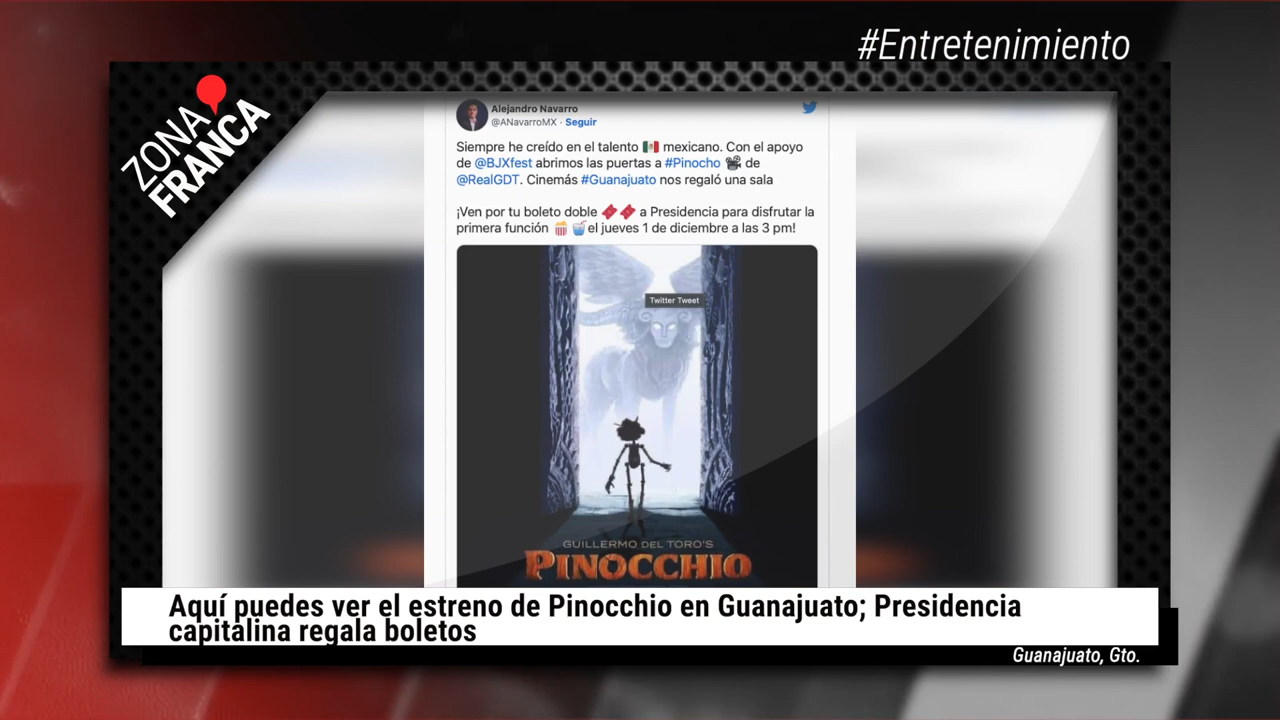 #Entretenimiento
ZONA
FRANCA
Alejandro Navarro
@ANavarroMX · Seguir
Siempre he creído en el talento 🇲🇽 mexicano. Con el apoyo
de @BJXfest abrimos las puertas a #Pinocho 🎥 de
@RealGDT. Cinemás #Guanajuato nos regaló una sala
¡Ven por tu boleto doble 🎟️🎟️ a Presidencia para disfrutar la
primera función 🍿 🥤el jueves 1 de diciembre a las 3 pm!
Twitter Tweet
GUILLERMO DEL TORO'S
PINOCCHIO
Aquí puedes ver el estreno de Pinocchio en Guanajuato; Presidencia
capitalina regala boletos
Guanajuato, Gto.